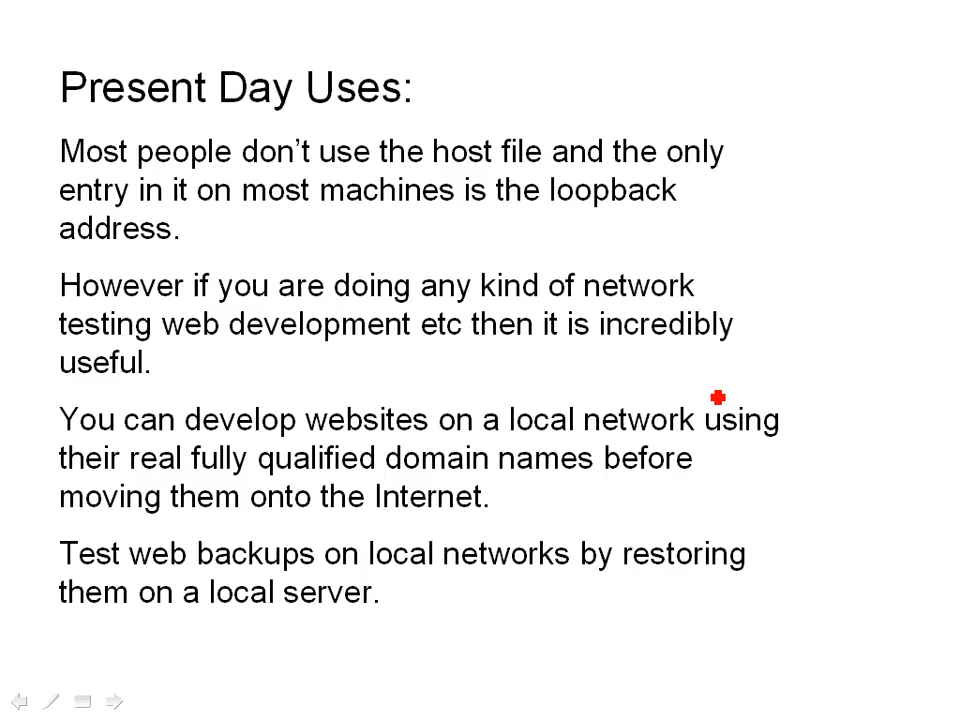 Present Day Uses:
Most people don’t use the host file and the only
entry in it on most machines is the loopback
address.
However if you are doing any kind of network
testing web development etc then it is incredibly
useful.
You can develop websites on a local network using
their real fully qualified domain names before
moving them onto the Internet.
Test web backups on local networks by restoring
them on a local server.